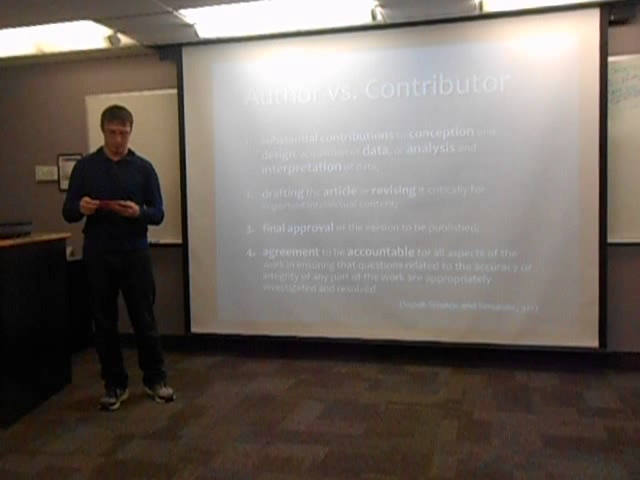 Author vs. Contributor
substantial contributions to conception and
design, acquisition of data, or analysis and
interpretation of data;
2. drafting the article or revising it critically for
important intellectual content;
3. final approval of the version to be published;
4. agreement to be accountable for all aspects of the
work in ensuring that questions related to the accuracy or
integrity of any part of the work are appropriately
investigated and resolved
and